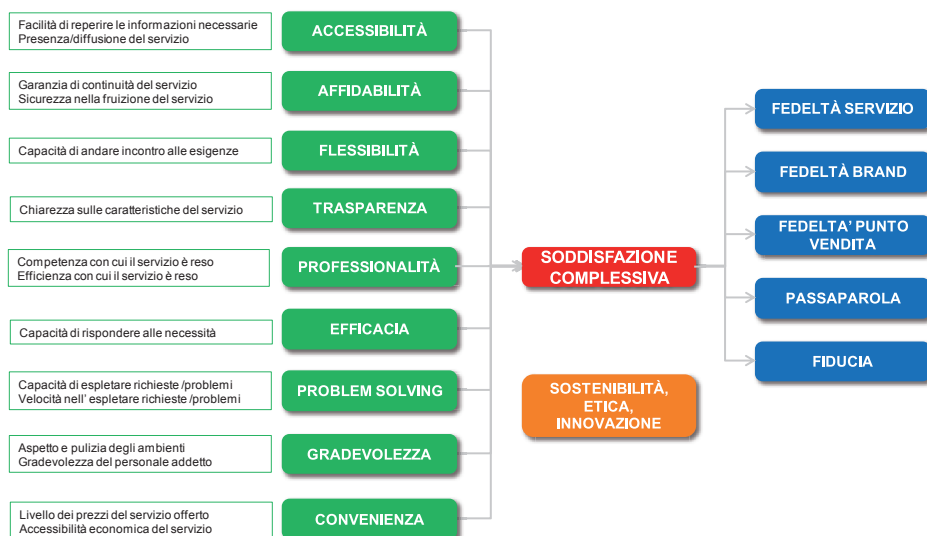 Facilità di reperire le informazioni necessarie
Presenza/diffusione del servizio
ACCESSIBILITÀ
Garanzia di continuità del servizio
Sicurezza nella fruizione del servizio
AFFIDABILITÀ
Capacità di andare incontro alle esigenze
FLESSIBILITÀ
Chiarezza sulle caratteristiche del servizio
TRASPARENZA
Competenza con cui il servizio è reso
Efficienza con cui il servizio è reso
PROFESSIONALITÀ
Capacità di rispondere alle necessità
EFFICACIA
Capacità di espletare richieste /problemi
Velocità nell' espletare richieste /problemi
PROBLEM SOLVING
Aspetto e pulizia degli ambienti
Gradevolezza del personale addetto
GRADEVOLEZZA
Livello dei prezzi del servizio offerto
Accessibilità economica del servizio
CONVENIENZA
SODDISFAZIONE
COMPLESSIVA
SOSTENIBILITÀ,
ETICA,
INNOVAZIONE
FEDELTÀ SERVIZIO
FEDELTÀ BRAND
FEDELTA' PUNTO
VENDITA
PASSAPAROLA
FIDUCIA